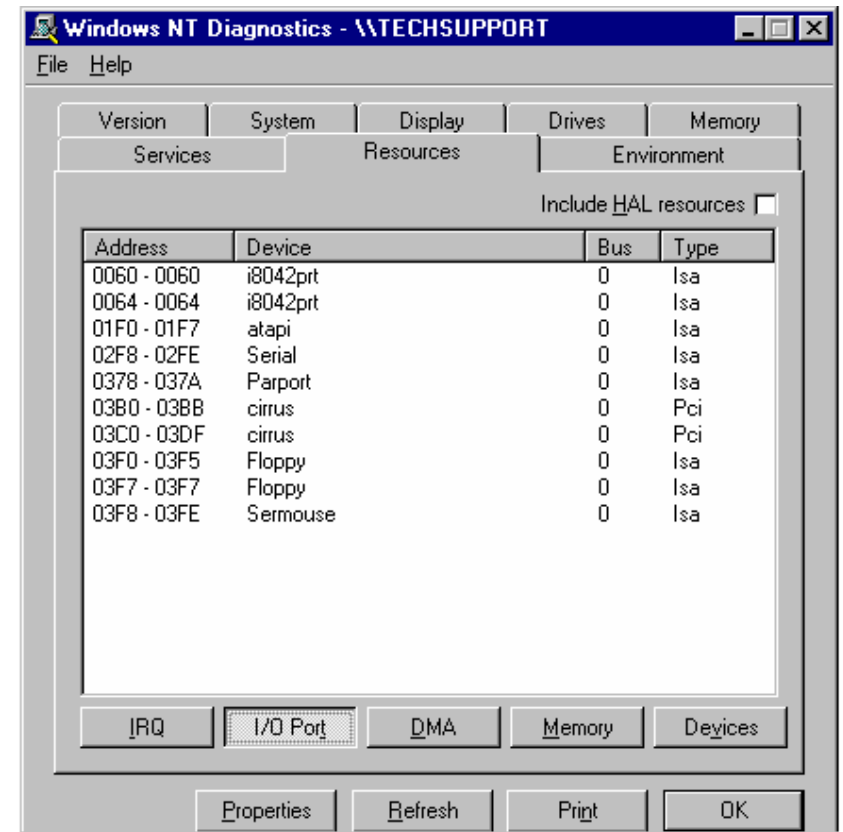 Windows NT Diagnostics - \\TECHSUPPORT
File Help
Version System Display Drives Memory
Services Resources Environment
Include HAL resources
Address Device Bus Type
0060 - 0060 i8042prt 0 Isa
0064 - 0064 i8042prt 0 Isa
01F0 - 01F7 atapi 0 Isa
02F8 - 02FE Serial 0 Isa
0378 - 037A Parport 0 Isa
03B0 - 03BB cirrus 0 Pci
03C0 - 03DF cirrus 0 Pci
03F0 - 03F5 Floppy 0 Isa
03F7 - 03F7 Floppy 0 Isa
03F8 - 03FE Sermouse 0 Isa
IRQ I/O Port DMA Memory Devices
Properties Refresh Print OK